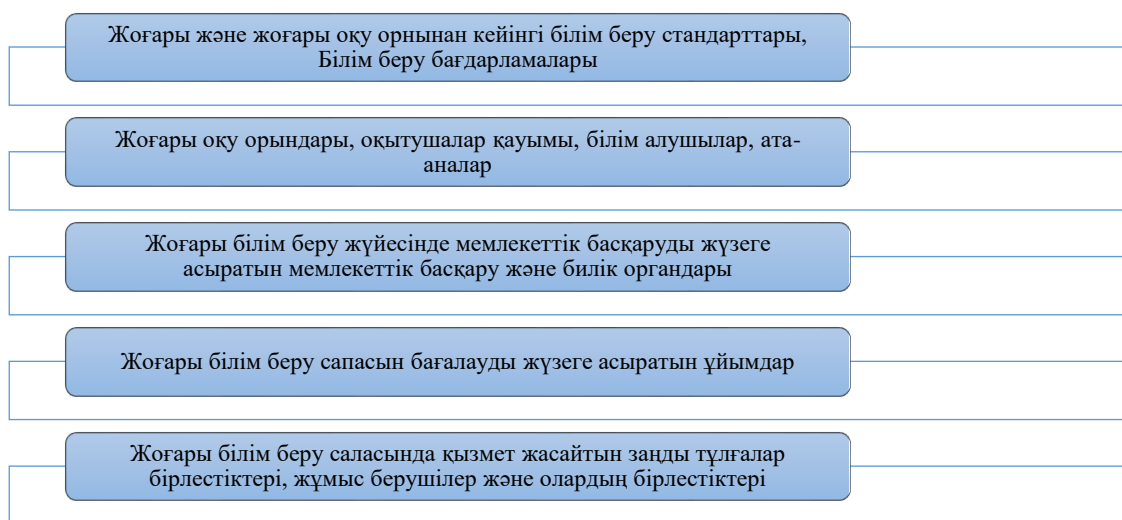 Жоғары және жоғары оқу орнынан кейінгі білім беру стандарттары,
Білім беру бағдарламалары
Жоғары оқу орындары, оқытушалар қауымы, білім алушылар, ата-
аналар
Жоғары білім беру жүйесінде мемлекеттік басқаруды жүзеге
асыратын мемлекеттік басқару және билік органдары
Жоғары білім беру сапасын бағалауды жүзеге асыратын ұйымдар
Жоғары білім беру саласында қызмет жасайтын заңды тұлғалар
бірлестіктері, жұмыс берушілер және олардың бірлестіктері